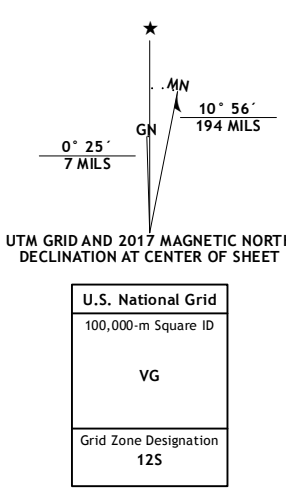 MN
GN
10° 56´
194 MILS
0° 25´
7 MILS
UTM GRID AND 2017 MAGNETIC NORTH
DECLINATION AT CENTER OF SHEET
U.S. National Grid
100,000-m Square ID
VG
Grid Zone Designation
12S